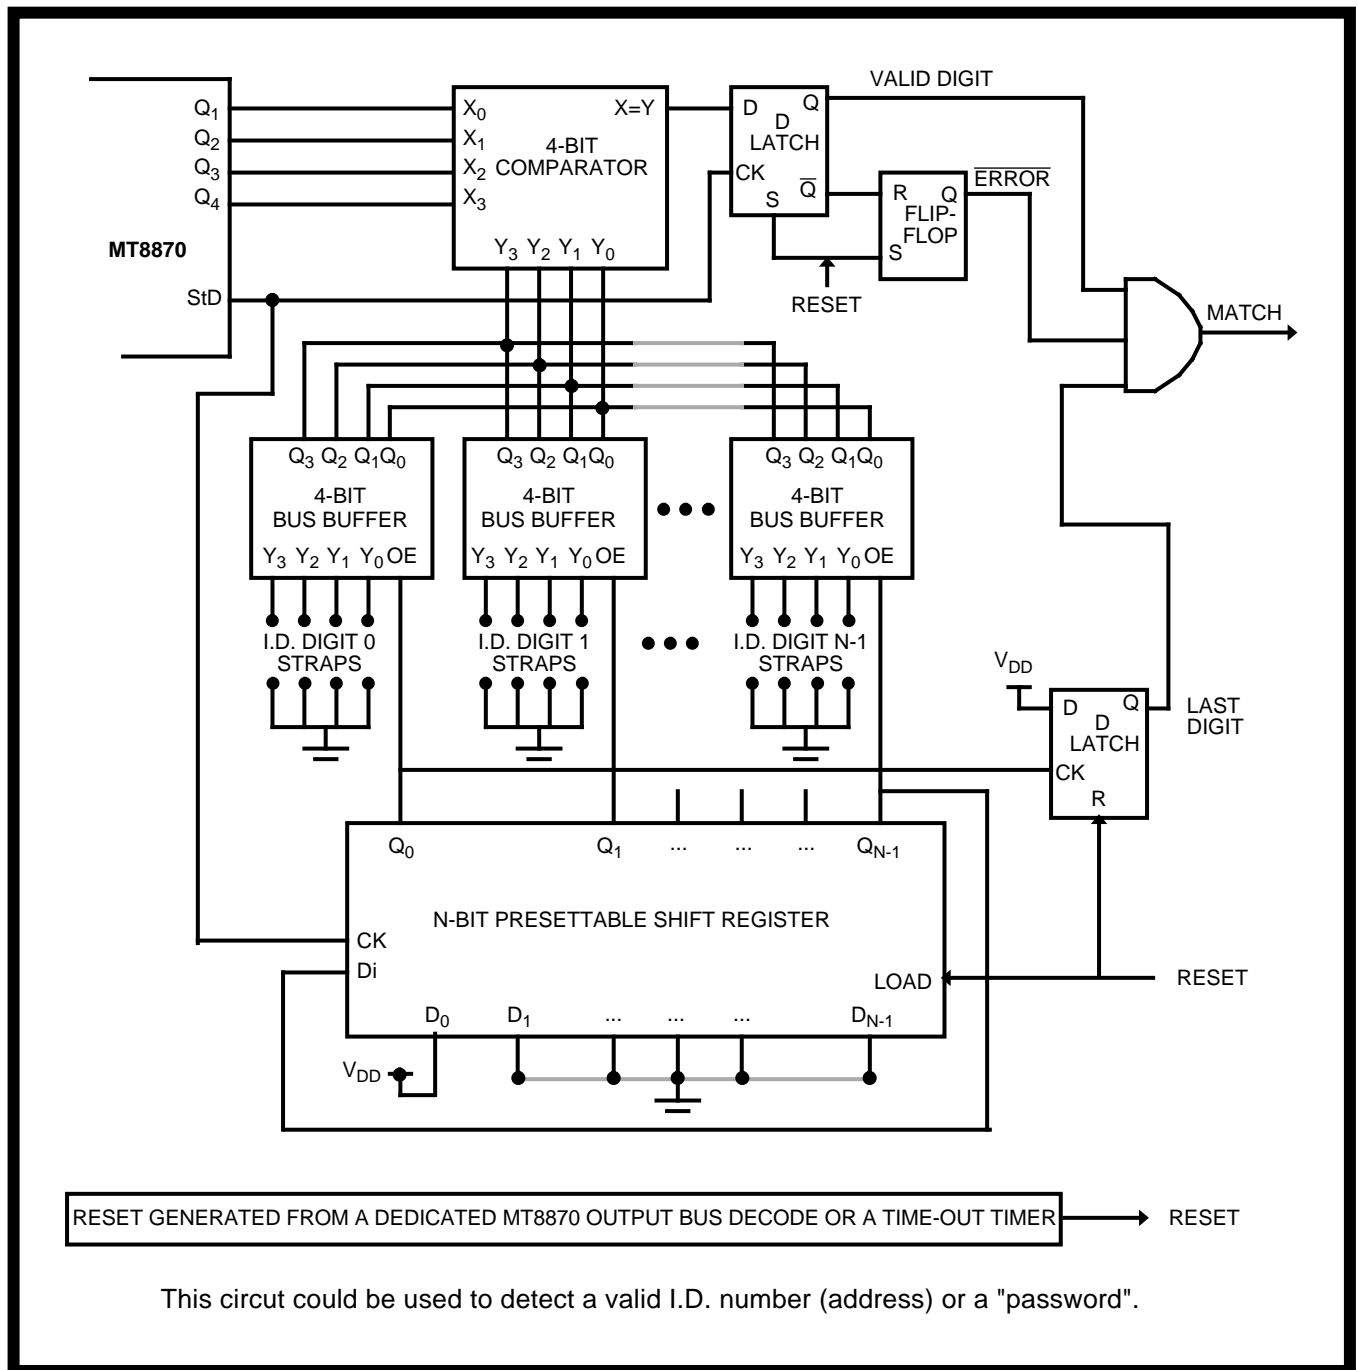 VALID DIGIT
Q1 X0 X=Y D Q
Q2 X1 4-BIT D
Q3 X2 COMPARATOR LATCH
Q4 X3 CK Q̅ R Q E̅R̅R̅O̅R̅
S FLIP-
FLOP
MT8870 Y3 Y2 Y1 Y0 S
StD RESET MATCH
Q3 Q2 Q1 Q0 Q3 Q2 Q1 Q0 Q3 Q2 Q1 Q0
4-BIT 4-BIT 4-BIT
BUS BUFFER BUS BUFFER BUS BUFFER
Y3 Y2 Y1 Y0 OE Y3 Y2 Y1 Y0 OE Y3 Y2 Y1 Y0 OE
I.D. DIGIT 0 I.D. DIGIT 1 I.D. DIGIT N-1
STRAPS STRAPS STRAPS
VDD
D Q LAST
D DIGIT
LATCH
CK
R
Q0 Q1 ... ... ... QN-1
N-BIT PRESETTABLE SHIFT REGISTER
CK
Di LOAD RESET
D0 D1 ... ... ... DN-1
VDD
RESET GENERATED FROM A DEDICATED MT8870 OUTPUT BUS DECODE OR A TIME-OUT TIMER RESET
This circut could be used to detect a valid I.D. number (address) or a "password".